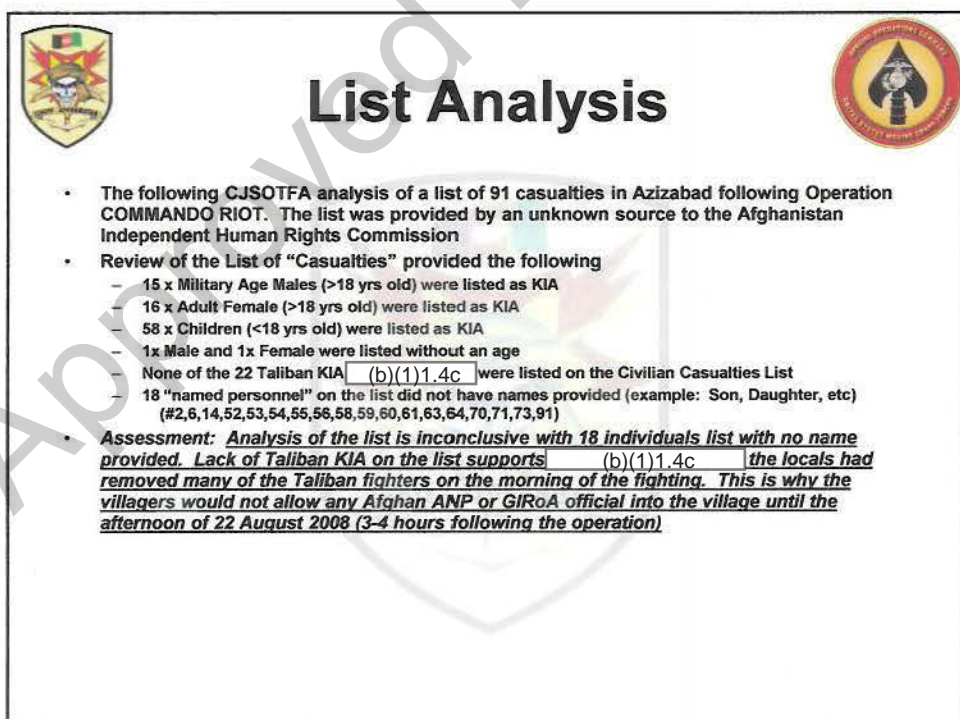 Approved
List Analysis
• The following CJSOTFA analysis of a list of 91 casualties in Azizabad following Operation
COMMANDO RIOT. The list was provided by an unknown source to the Afghanistan
Independent Human Rights Commission
• Review of the List of "Casualties" provided the following
– 15 x Military Age Males (>18 yrs old) were listed as KIA
– 16 x Adult Female (>18 yrs old) were listed as KIA
– 58 x Children (<18 yrs old) were listed as KIA
– 1x Male and 1x Female were listed without an age
– None of the 22 Taliban KIA (b)(1)1.4c were listed on the Civilian Casualties List
– 18 "named personnel" on the list did not have names provided (example: Son, Daughter, etc)
(#2,6,14,52,53,54,55,56,58,59,60,61,63,64,70,71,73,91)
• Assessment: Analysis of the list is inconclusive with 18 individuals list with no name
provided. Lack of Taliban KIA on the list supports (b)(1)1.4c the locals had
removed many of the Taliban fighters on the morning of the fighting. This is why the
villagers would not allow any Afghan ANP or GIRoA official into the village until the
afternoon of 22 August 2008 (3-4 hours following the operation)